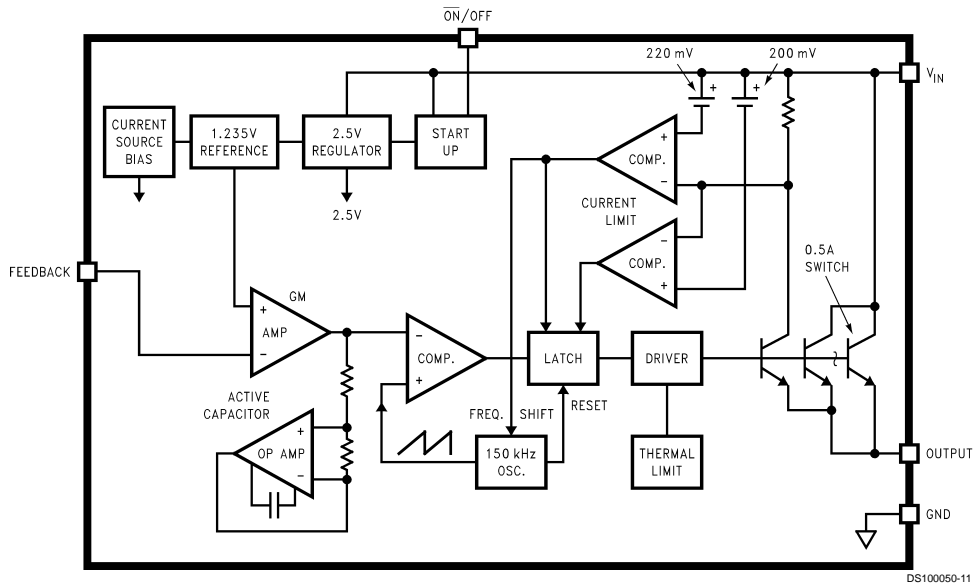 ON/OFF
220 mV
200 mV
VIN
CURRENT
SOURCE
BIAS
1.235V
REFERENCE
2.5V
REGULATOR
START
UP
2.5V
+
+
+
COMP.
−
CURRENT
LIMIT
−
COMP.
+
0.5A
SWITCH
FEEDBACK
GM
+
AMP
−
−
COMP.
+
LATCH
DRIVER
ACTIVE
CAPACITOR
+
OP AMP
−
FREQ. SHIFT
RESET
150 kHz
OSC.
THERMAL
LIMIT
OUTPUT
GND
DS100050-11